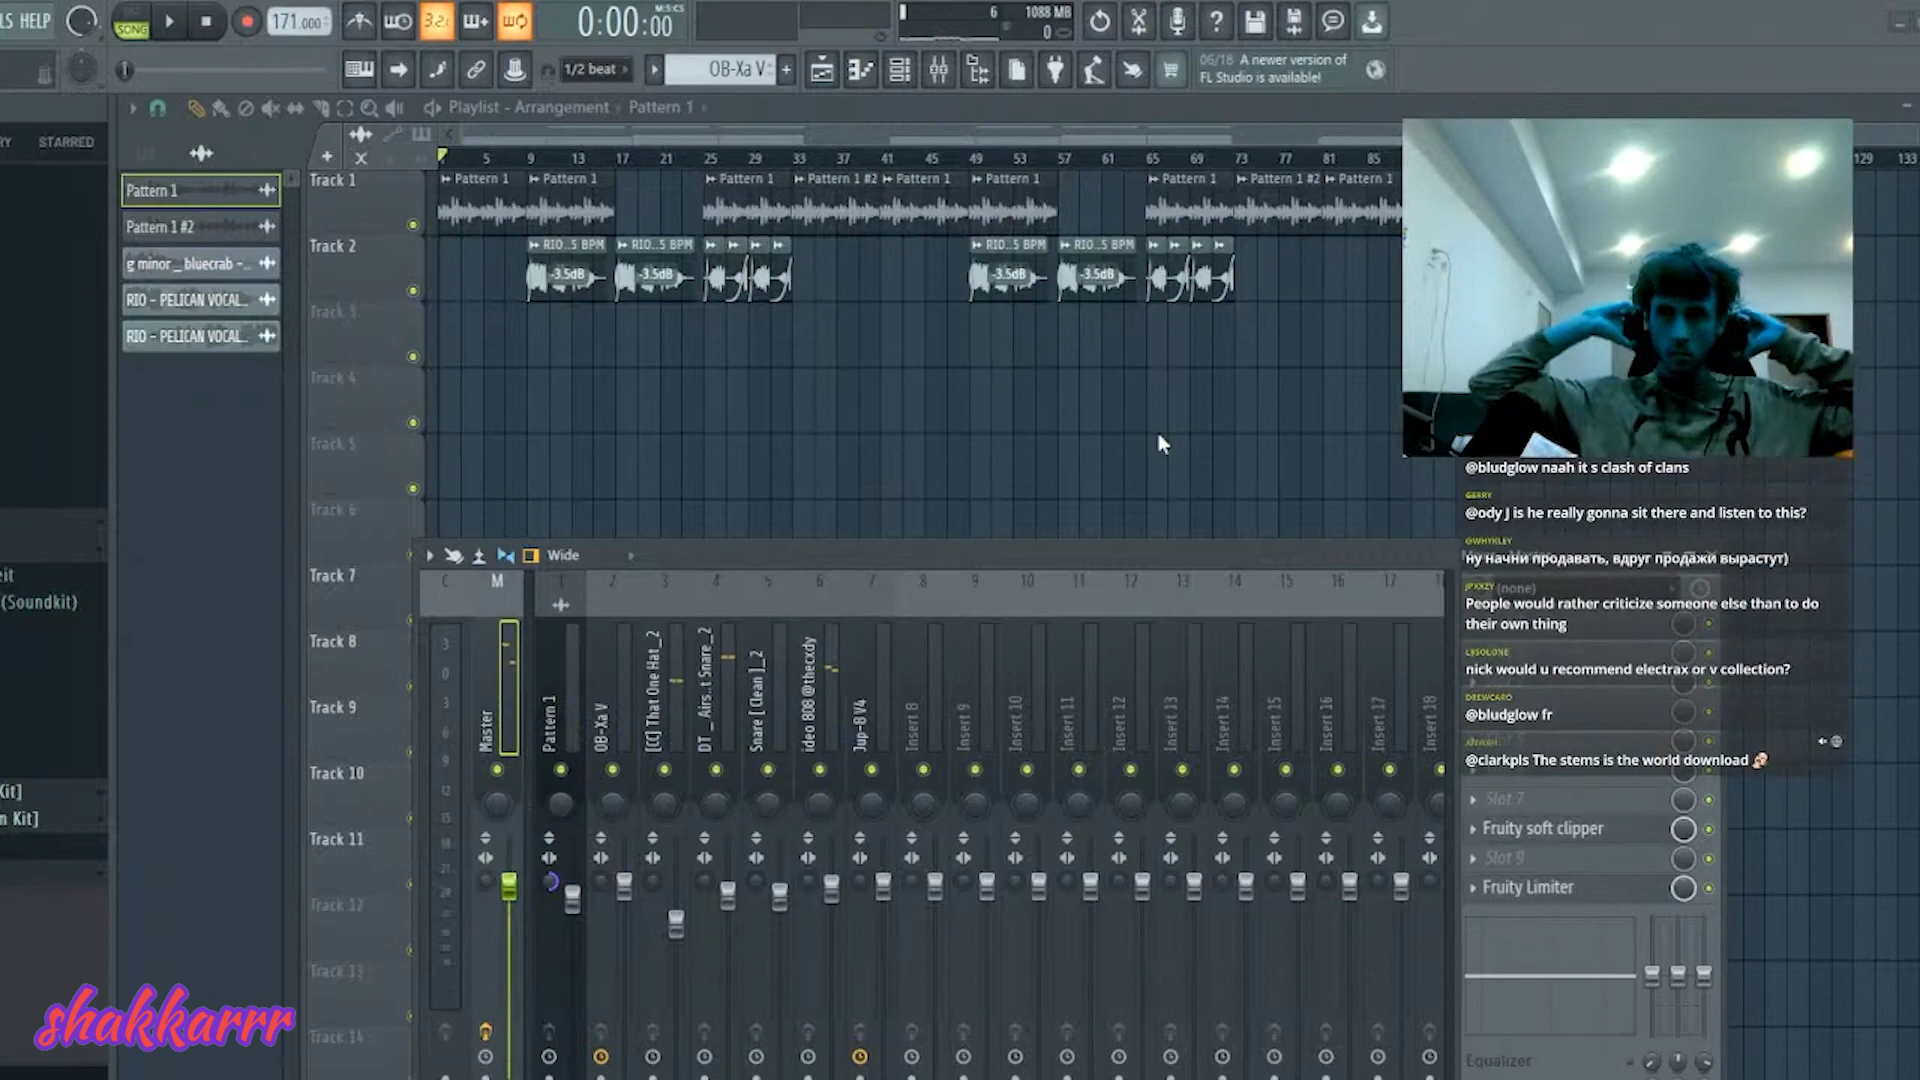 LS HELP
SONG
171.000
3.2:
0:00:00
M:S:CS
6
1088 MB
0
1/2 beat
OB-Xa V
06/18 A newer version of
FL Studio is available!
Playlist - Arrangement Pattern 1
RY STARRED
5 9 13 17 21 25 29 33 37 41 45 49 53 57 61 65 69 73 77 81 85 129 133
Pattern 1
Pattern 1 #2
g minor _ bluecrab -..
RIO - PELICAN VOCAL..
RIO - PELICAN VOCAL..
Track 1
Pattern 1 Pattern 1 Pattern 1 Pattern 1 #2 Pattern 1 Pattern 1 Pattern 1 Pattern 1 #2 Pattern 1
Track 2
RIO...5 BPM RIO...5 BPM RIO...5 BPM RIO...5 BPM
-3.5dB -3.5dB -3.5dB -3.5dB
Track 3
Track 4
Track 5
Track 6
Track 7
Track 8
Track 9
Track 10
Track 11
Track 12
Track 13
Track 14
eit
(Soundkit)
Kit]
n Kit]
Wide
C M 1 2 3 4 5 6 7 8 9 10 11 12 13 14 15 16 17
3
0
3
6
9
12
15
18
21
24
Master
Pattern 1
OB-Xa V
[CC] That One Hat_2
DT _ Airs..t Snare_2
Snare [ Clean ]_2
ideo 808 @thecxdy
Jup-8 V4
Insert 8
Insert 9
Insert 10
Insert 11
Insert 12
Insert 13
Insert 14
Insert 15
Insert 16
Insert 17
Insert 18
@bludglow naah it s clash of clans
GERRY
@ody J is he really gonna sit there and listen to this?
GWHYKLEY
ну начни продавать, вдруг продажи вырастут)
JPXXZY
(none)
People would rather criticize someone else than to do
their own thing
nick would u recommend electrax or v collection?
DREWCARD
@bludglow fr
@clarkpls The stems is the world download
Slot 7
Fruity soft clipper
Slot 9
Fruity Limiter
Equalizer
shakkarrr